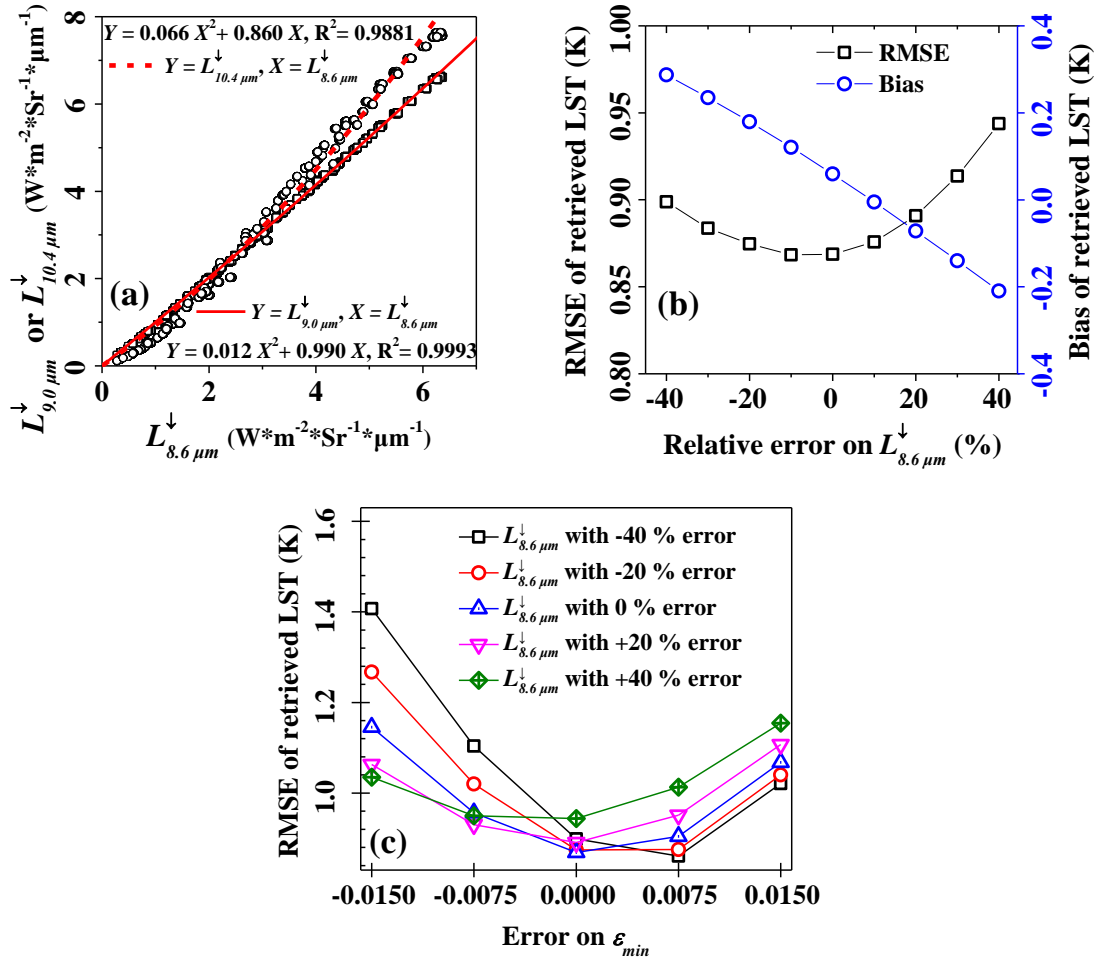 Y = 0.066 X² + 0.860 X, R² = 0.9881
Y = L↓10.4 μm, X = L↓8.6 μm
(a)
Y = L↓9.0 μm, X = L↓8.6 μm
Y = 0.012 X² + 0.990 X, R² = 0.9993
8
6
4
2
0
0 2 4 6
L↓9.0 μm or L↓10.4 μm (W*m-2*Sr-1*μm-1)
L↓8.6 μm (W*m-2*Sr-1*μm-1)
RMSE
Bias
(b)
1.00
0.95
0.90
0.85
0.80
RMSE of retrieved LST (K)
0.4
0.2
0.0
-0.2
-0.4
Bias of retrieved LST (K)
-40 -20 0 20 40
Relative error on L↓8.6 μm (%)
L↓8.6 μm with -40 % error
L↓8.6 μm with -20 % error
L↓8.6 μm with 0 % error
L↓8.6 μm with +20 % error
L↓8.6 μm with +40 % error
(c)
1.6
1.4
1.2
1.0
RMSE of retrieved LST (K)
-0.0150 -0.0075 0.0000 0.0075 0.0150
Error on εmin